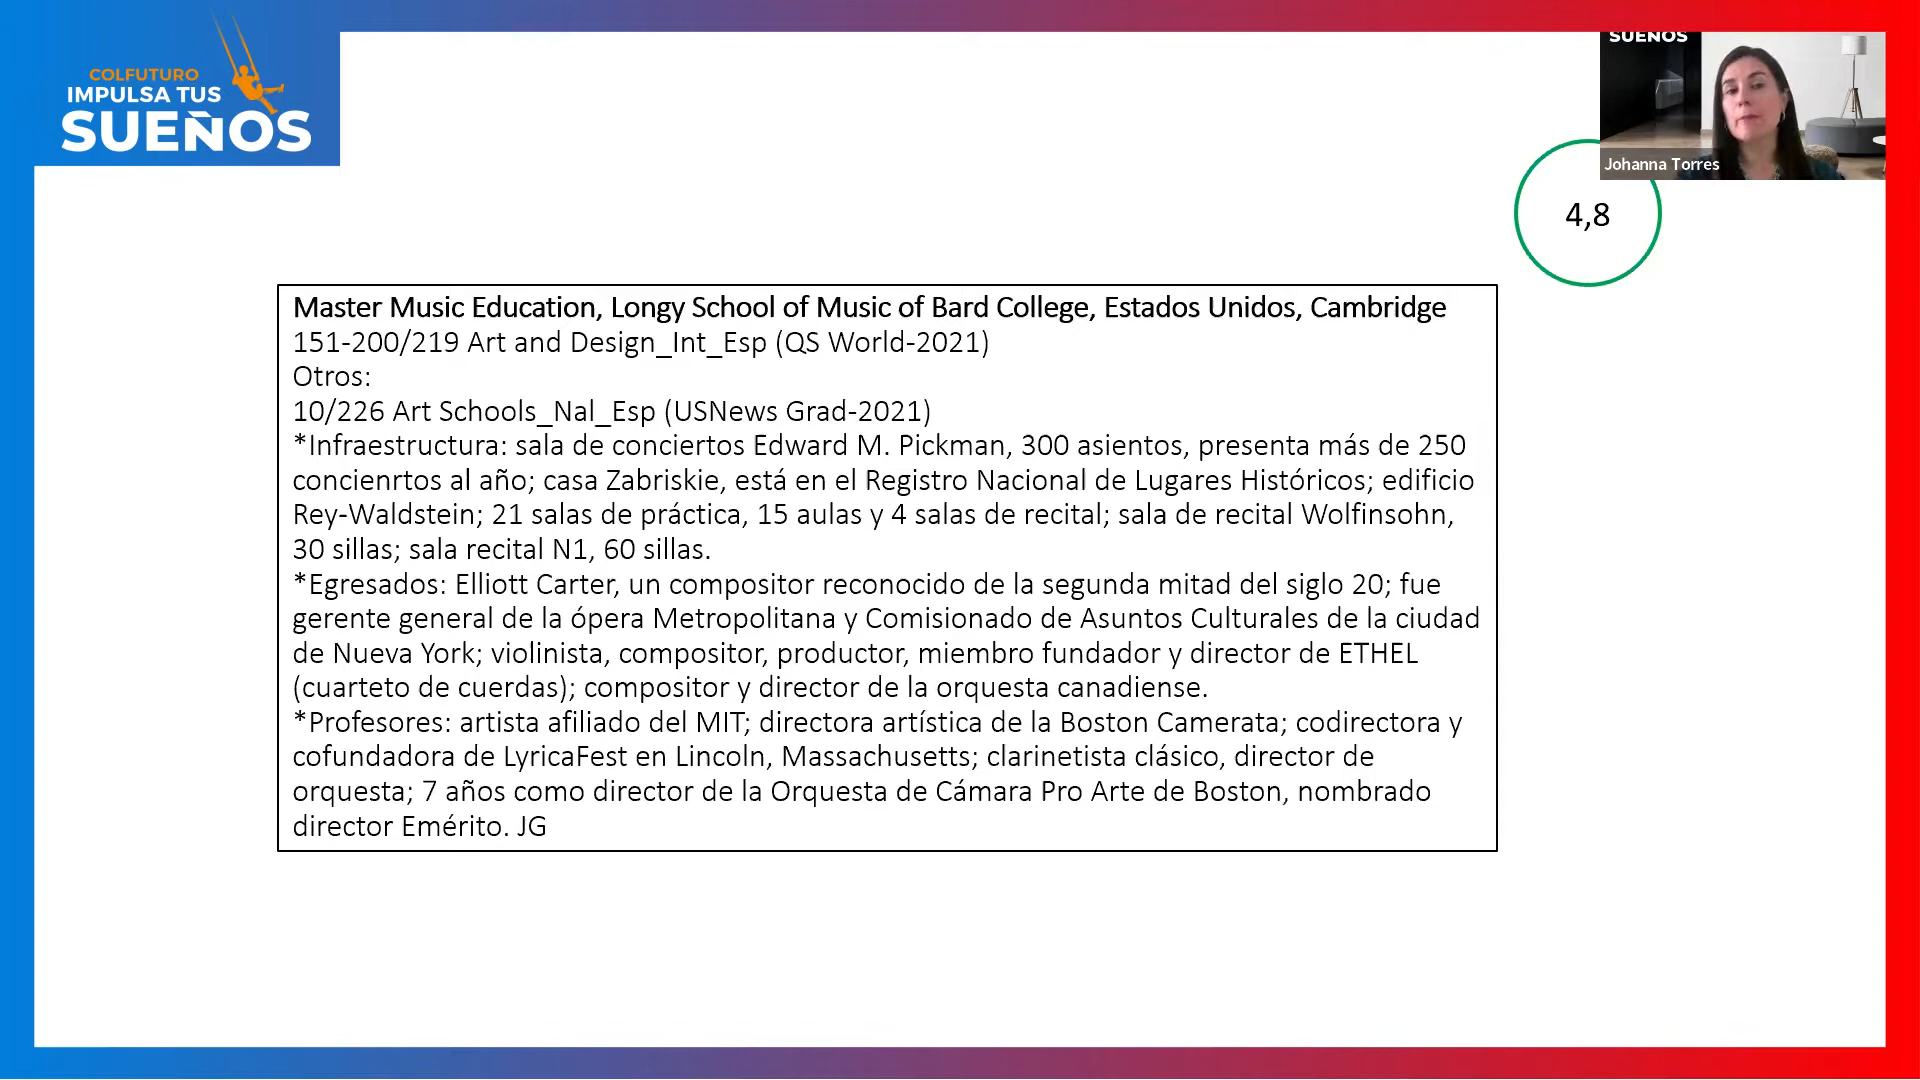 COLFUTURO
IMPULSA TUS
SUEÑOS
SUEÑOS
Johanna Torres
4,8
Master Music Education, Longy School of Music of Bard College, Estados Unidos, Cambridge
151-200/219 Art and Design_Int_Esp (QS World-2021)
Otros:
10/226 Art Schools_Nal_Esp (USNews Grad-2021)
*Infraestructura: sala de conciertos Edward M. Pickman, 300 asientos, presenta más de 250
concienrtos al año; casa Zabriskie, está en el Registro Nacional de Lugares Históricos; edificio
Rey-Waldstein; 21 salas de práctica, 15 aulas y 4 salas de recital; sala de recital Wolfinsohn,
30 sillas; sala recital N1, 60 sillas.
*Egresados: Elliott Carter, un compositor reconocido de la segunda mitad del siglo 20; fue
gerente general de la ópera Metropolitana y Comisionado de Asuntos Culturales de la ciudad
de Nueva York; violinista, compositor, productor, miembro fundador y director de ETHEL
(cuarteto de cuerdas); compositor y director de la orquesta canadiense.
*Profesores: artista afiliado del MIT; directora artística de la Boston Camerata; codirectora y
cofundadora de LyricaFest en Lincoln, Massachusetts; clarinetista clásico, director de
orquesta; 7 años como director de la Orquesta de Cámara Pro Arte de Boston, nombrado
director Emérito. JG